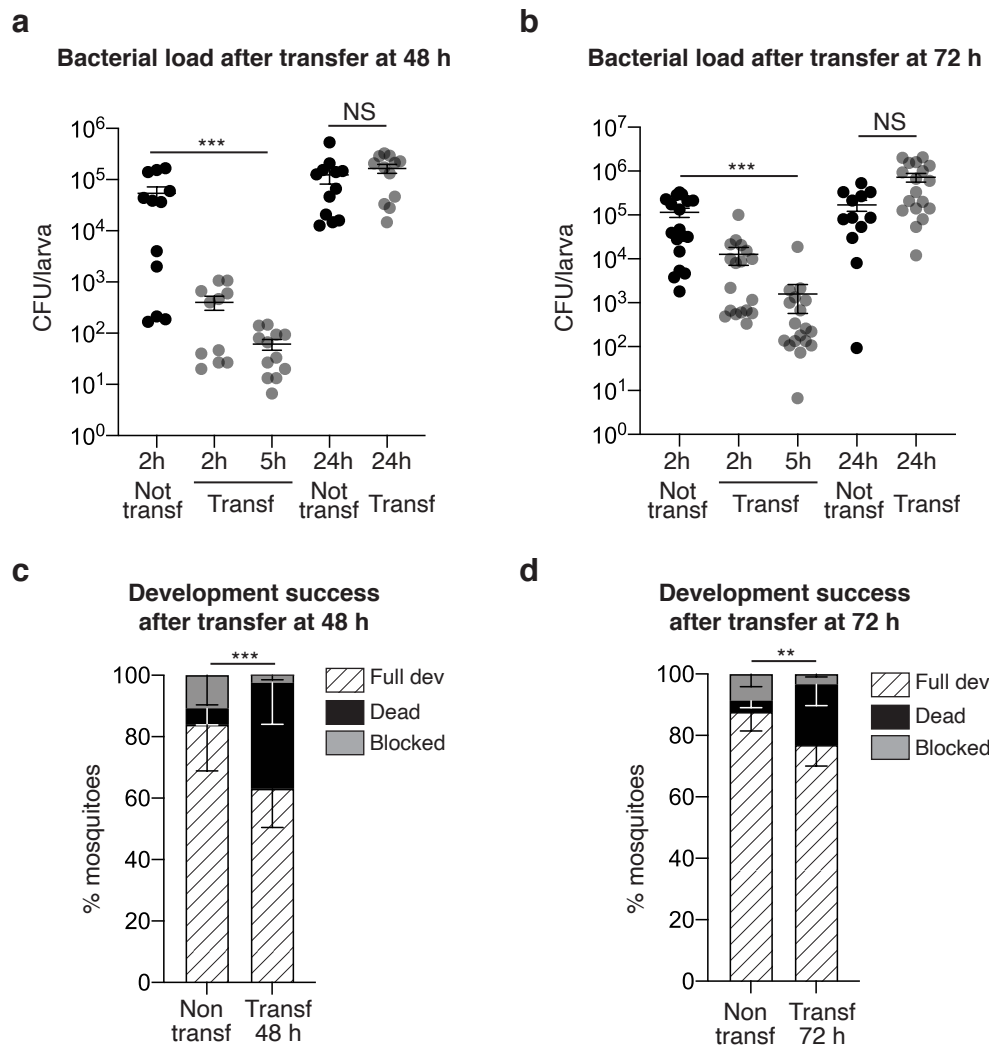 a
Bacterial load after transfer at 48 h
CFU/larva
10⁶
10⁵
10⁴
10³
10²
10¹
10⁰
***
NS
2h 2h 5h 24h 24h
Not transf
Transf
Not transf
Transf
b
Bacterial load after transfer at 72 h
CFU/larva
10⁷
10⁶
10⁵
10⁴
10³
10²
10¹
10⁰
***
NS
2h 2h 5h 24h 24h
Not transf
Transf
Not transf
Transf
c
Development success
after transfer at 48 h
% mosquitoes
100
80
60
40
20
0
***
Full dev
Dead
Blocked
Non
transf
Transf
48 h
d
Development success
after transfer at 72 h
% mosquitoes
100
80
60
40
20
0
**
Full dev
Dead
Blocked
Non
transf
Transf
72 h